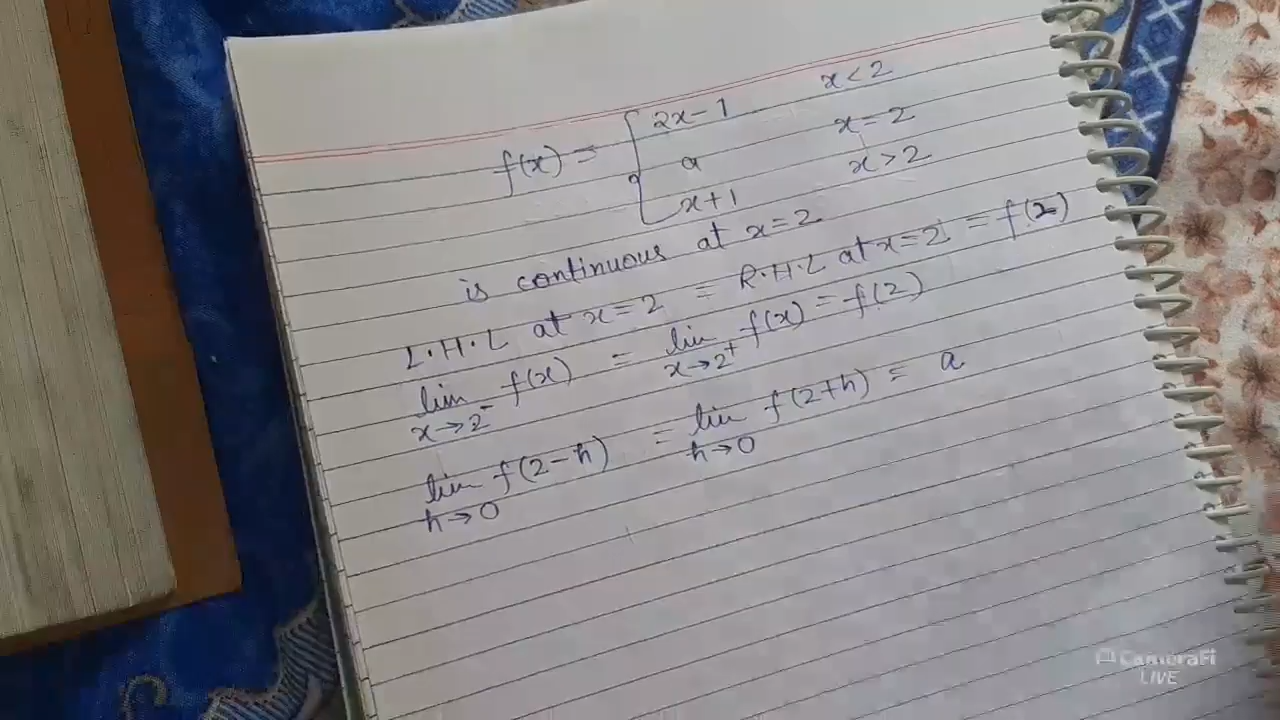 f(x) = { 2x-1 x<2
a x=2
x+1 x>2
is continuous at x=2
L.H.L at x=2 = R.H.L at x=2 = f(2)
lim x→2⁻ f(x) = lim x→2⁺ f(x) = f(2)
lim h→0 f(2-h) = lim h→0 f(2+h) = a
CameraFi
LIVE